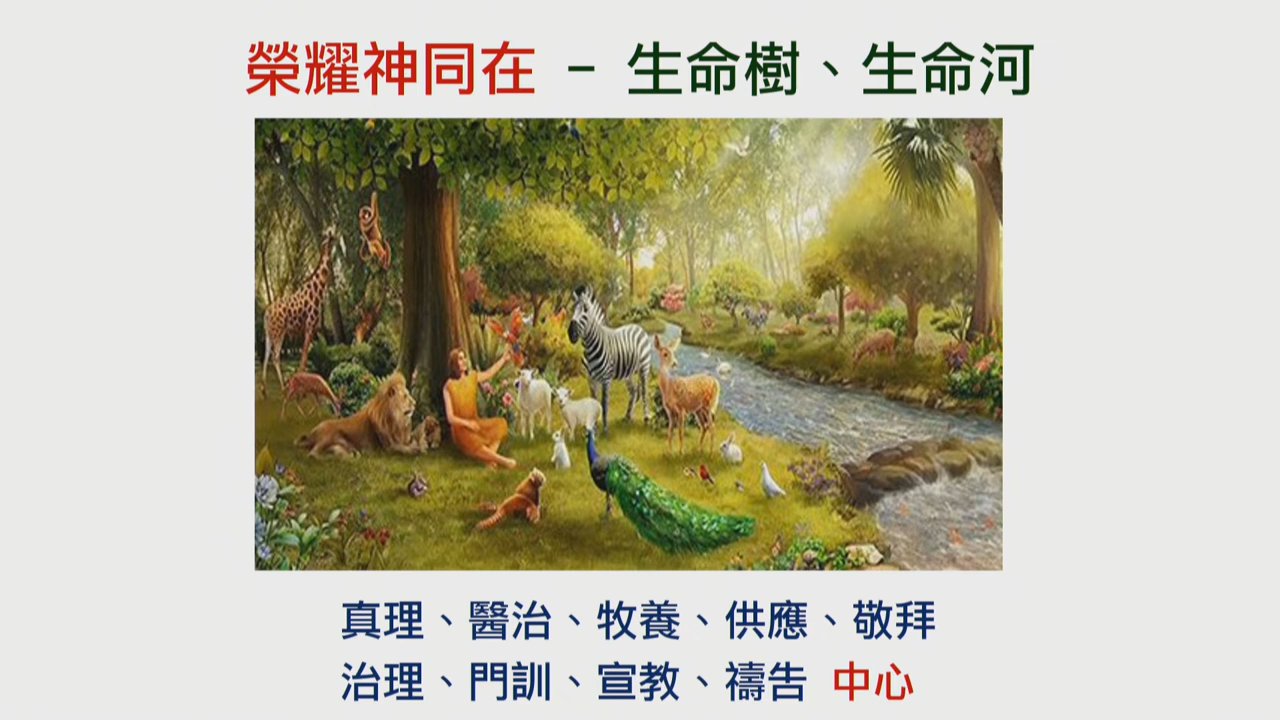 榮耀神同在 － 生命樹、生命河
真理、醫治、牧養、供應、敬拜
治理、門訓、宣教、禱告 中心